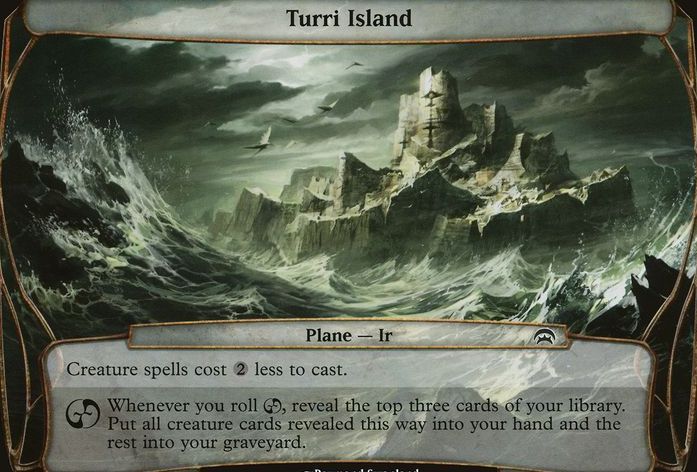 Turri Island
Plane — Ir
Creature spells cost 2 less to cast.
Whenever you roll , reveal the top three cards of your library.
Put all creature cards revealed this way into your hand and the
rest into your graveyard.